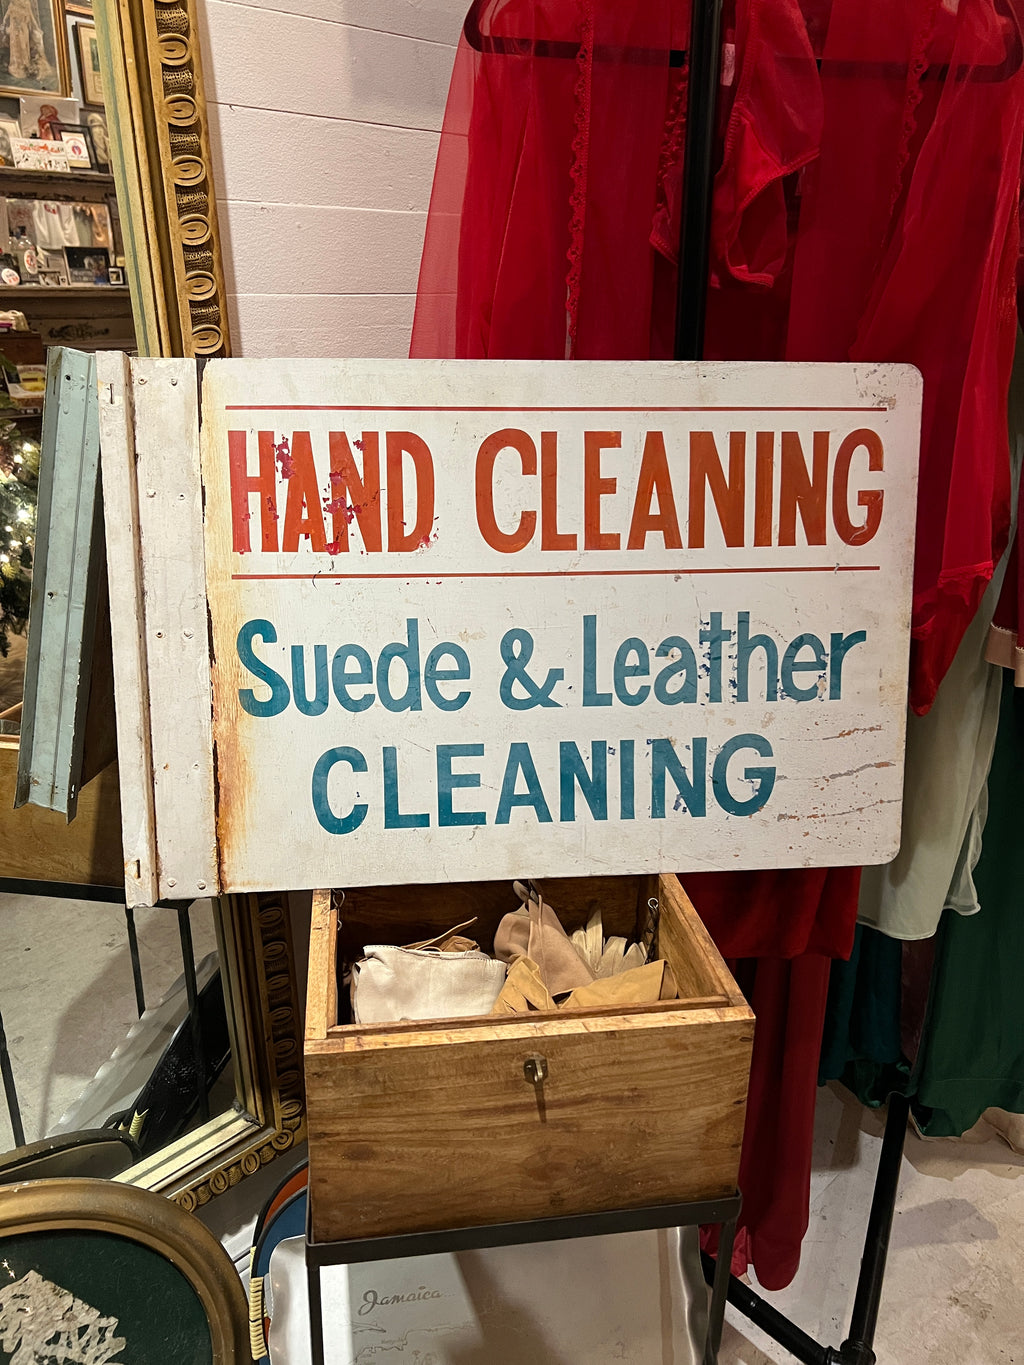 HAND CLEANING
Suede & Leather
CLEANING
Jamaica